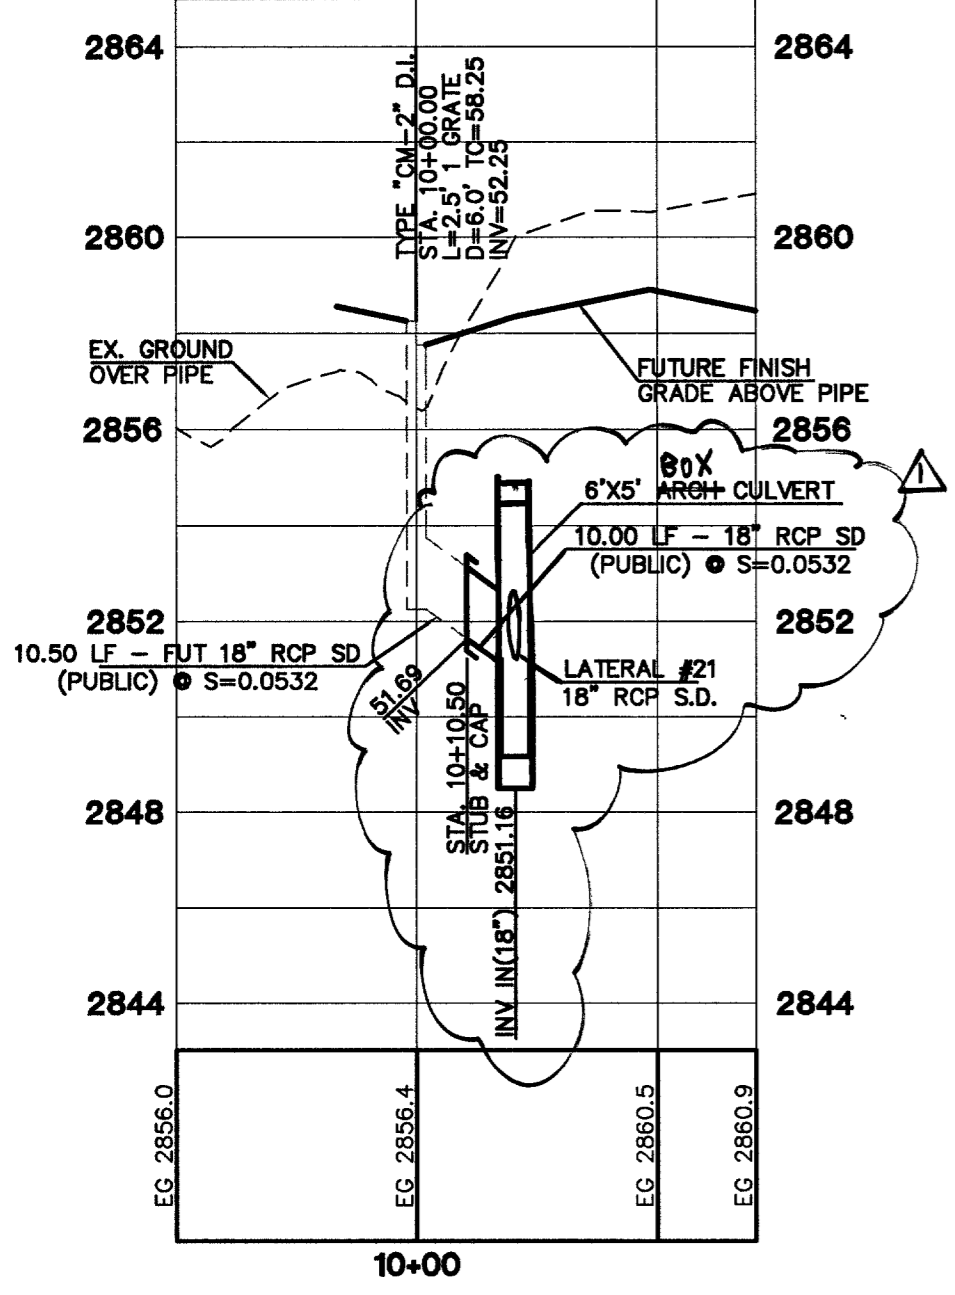 2864
2864
TYPE "CM-2" D.I.
STA. 10+00.00
L=2.5' 1 GRATE
D=6.0' TC=58.25
INV=52.25
2860
2860
EX. GROUND
OVER PIPE
FUTURE FINISH
GRADE ABOVE PIPE
2856
2856
BOX
6'X5' ARCH CULVERT
1
10.00 LF - 18" RCP SD
(PUBLIC) @ S=0.0532
2852
2852
10.50 LF - FUT 18" RCP SD
(PUBLIC) @ S=0.0532
51.69
INV
LATERAL #21
18" RCP S.D.
STA. 10+10.50
STUB & CAP
2848
2848
INV IN(18") 2851.16
2844
2844
EG 2856.0
EG 2856.4
EG 2860.5
EG 2860.9
10+00